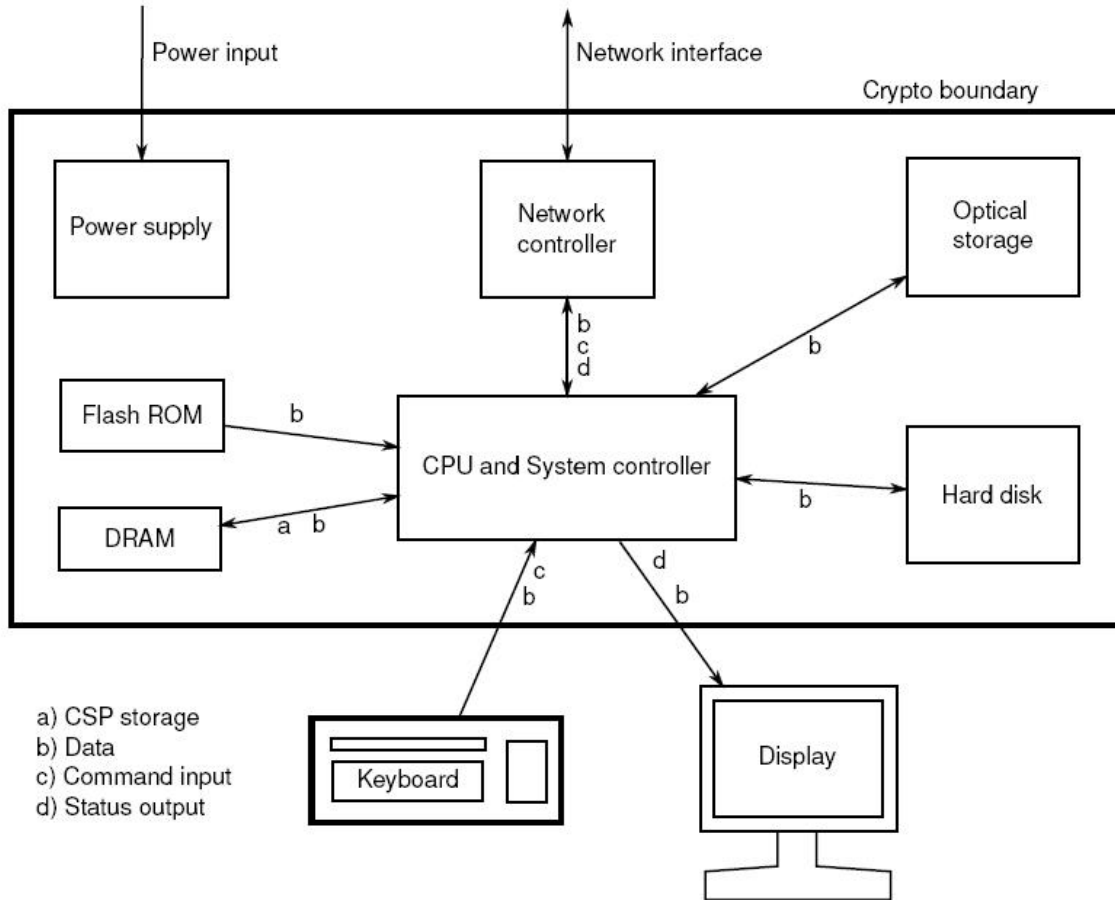 Power input
Network interface
Crypto boundary
Power supply
Network
controller
Optical
storage
b
c
d
b
Flash ROM
b
CPU and System controller
b
Hard disk
DRAM
a b
c
b
d
b
a) CSP storage
b) Data
c) Command input
d) Status output
Keyboard
Display